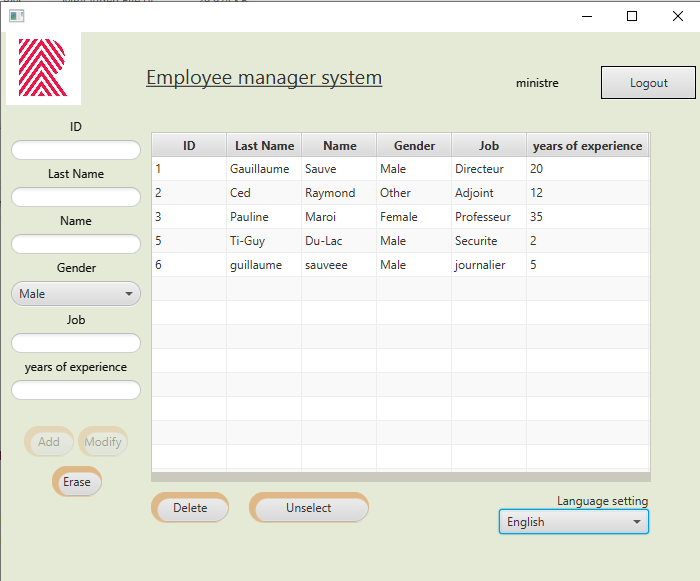 Employee manager system
ministre
Logout
ID
Last Name
Name
Gender
Male
Job
years of experience
Add Modify
Erase
ID Last Name Name Gender Job years of experience
1 Gauillaume Sauve Male Directeur 20
2 Ced Raymond Other Adjoint 12
3 Pauline Maroi Female Professeur 35
5 Ti-Guy Du-Lac Male Securite 2
6 guillaume sauveee Male journalier 5
Delete Unselect
Language setting
English